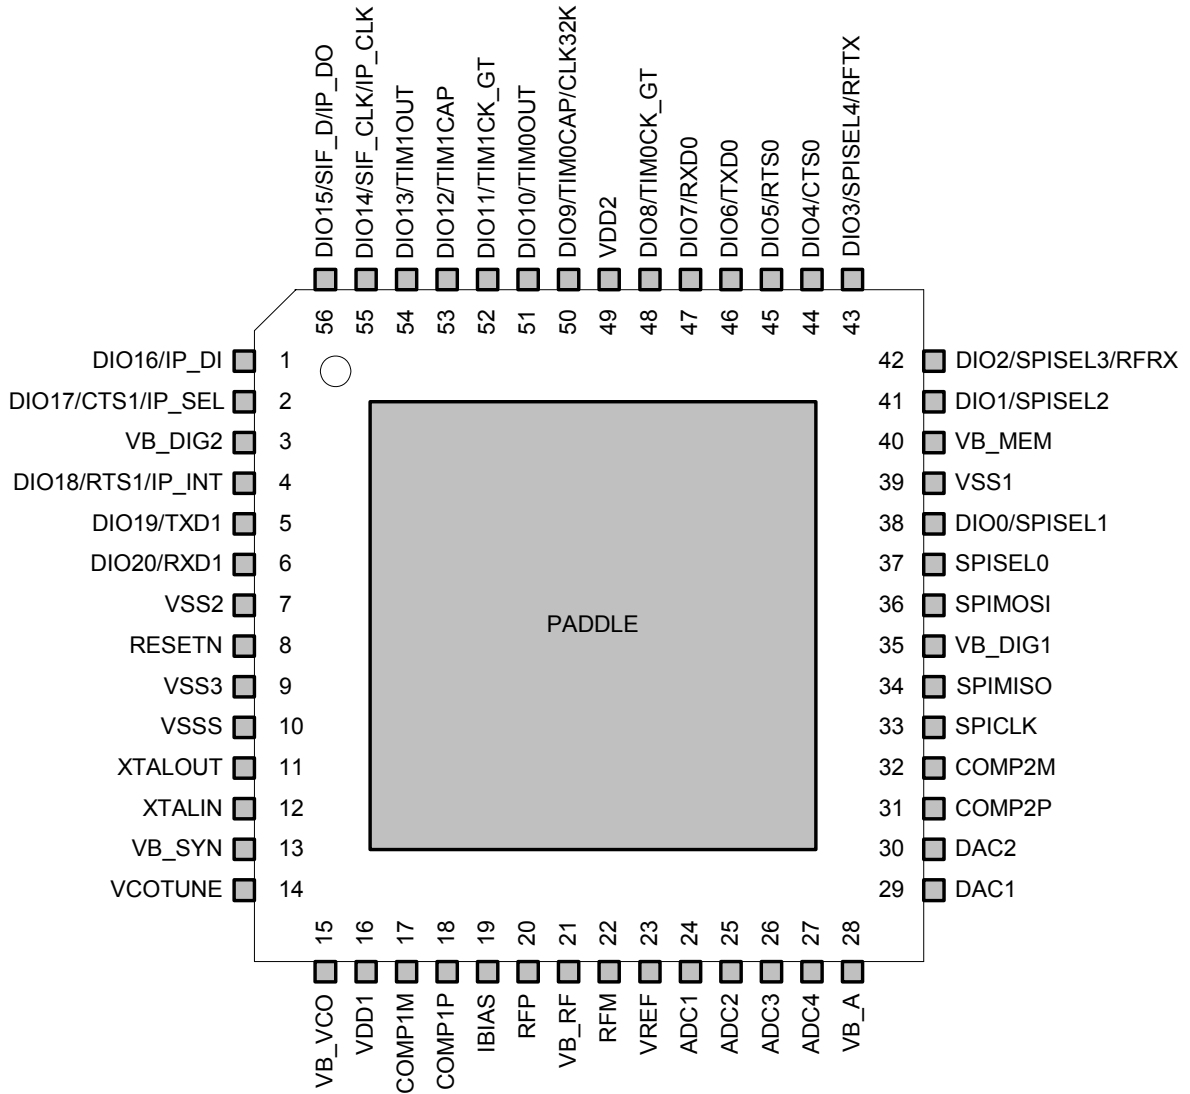 DIO15/SIF_D/IP_DO
DIO14/SIF_CLK/IP_CLK
DIO13/TIM1OUT
DIO12/TIM1CAP
DIO11/TIM1CK_GT
DIO10/TIM0OUT
DIO9/TIM0CAP/CLK32K
VDD2
DIO8/TIM0CK_GT
DIO7/RXD0
DIO6/TXD0
DIO5/RTS0
DIO4/CTS0
DIO3/SPISEL4/RFTX
56
55
54
53
52
51
50
49
48
47
46
45
44
43
DIO16/IP_DI 1
DIO17/CTS1/IP_SEL 2
VB_DIG2 3
DIO18/RTS1/IP_INT 4
DIO19/TXD1 5
DIO20/RXD1 6
VSS2 7
RESETN 8
VSS3 9
VSSS 10
XTALOUT 11
XTALIN 12
VB_SYN 13
VCOTUNE 14
PADDLE
42 DIO2/SPISEL3/RFRX
41 DIO1/SPISEL2
40 VB_MEM
39 VSS1
38 DIO0/SPISEL1
37 SPISEL0
36 SPIMOSI
35 VB_DIG1
34 SPIMISO
33 SPICLK
32 COMP2M
31 COMP2P
30 DAC2
29 DAC1
15
16
17
18
19
20
21
22
23
24
25
26
27
28
VB_VCO
VDD1
COMP1M
COMP1P
IBIAS
RFP
VB_RF
RFM
VREF
ADC1
ADC2
ADC3
ADC4
VB_A